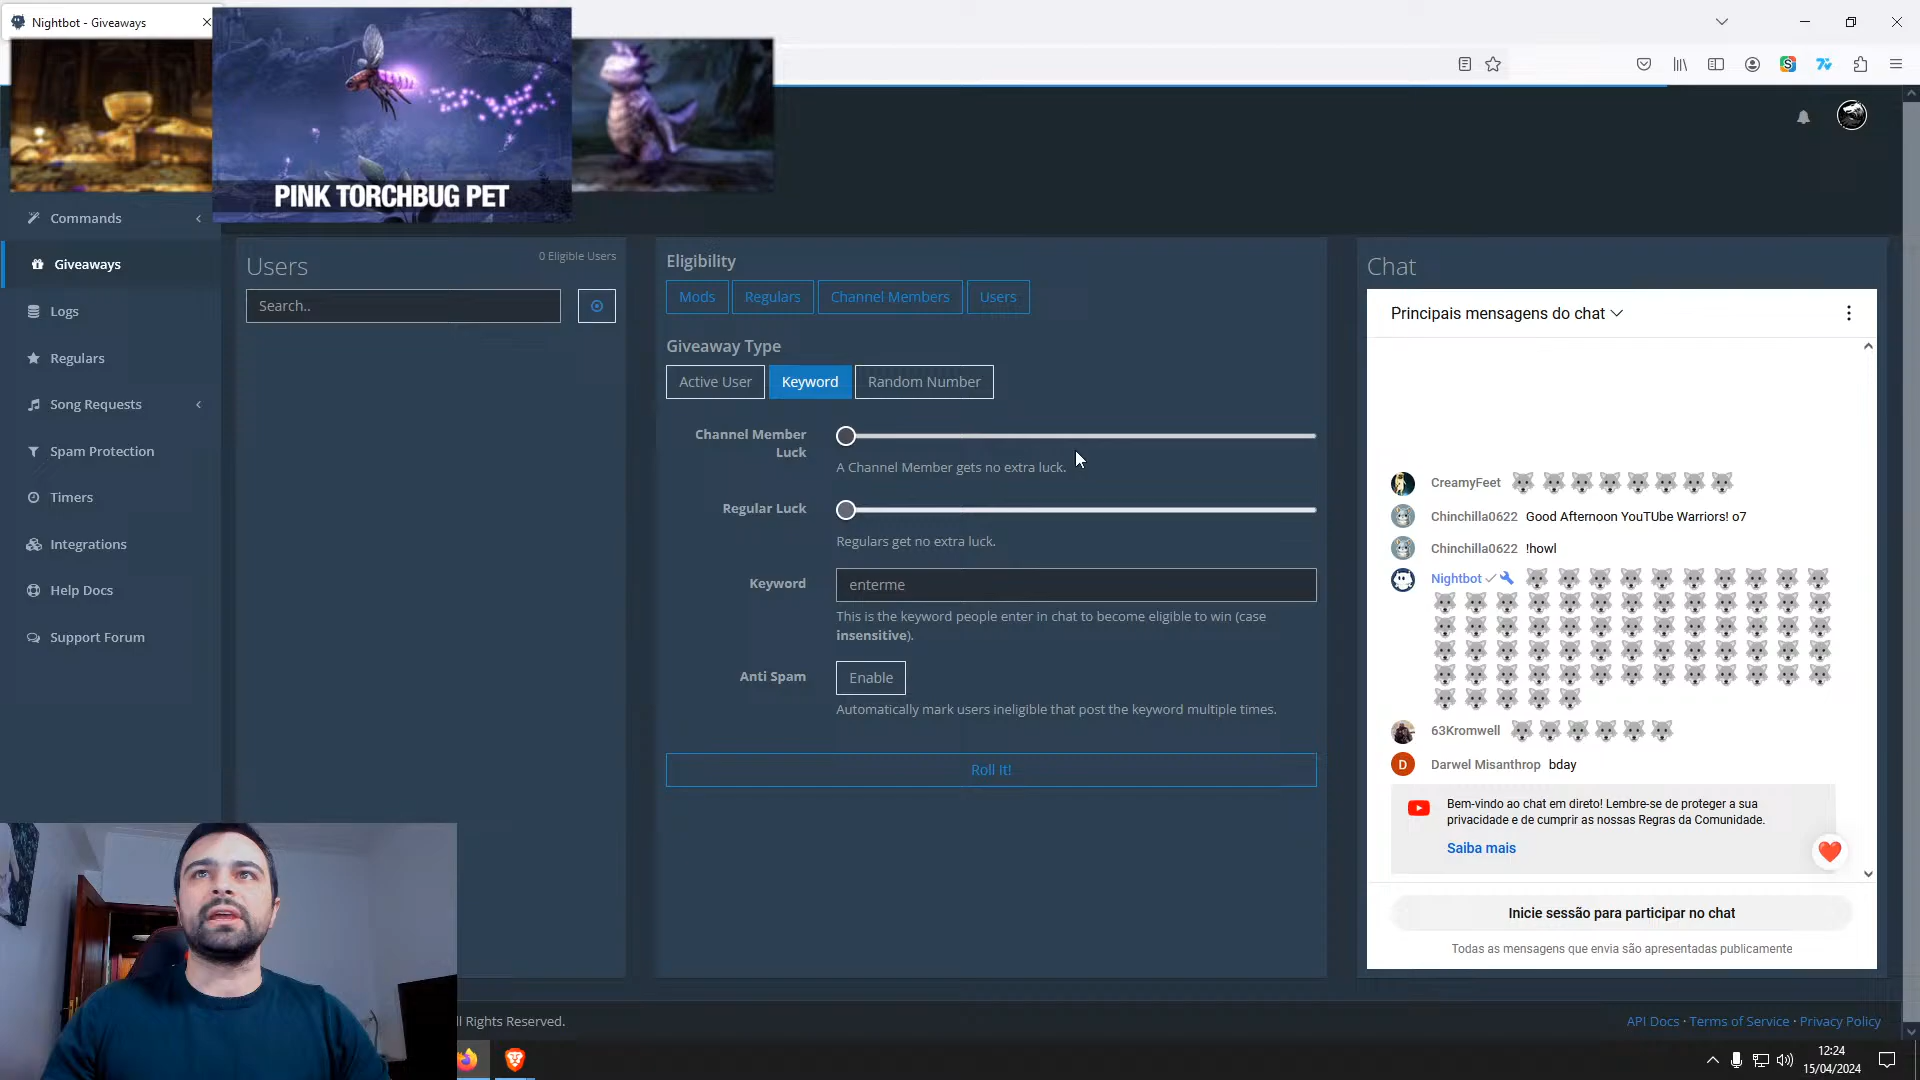 Nightbot - Giveaways
PINK TORCHBUG PET
Commands
Giveaways
Logs
Regulars
Song Requests
Spam Protection
Timers
Integrations
Help Docs
Support Forum
Users
0 Eligible Users
Search..
Eligibility
Mods
Regulars
Channel Members
Users
Giveaway Type
Active User
Keyword
Random Number
Channel Member
Luck
A Channel Member gets no extra luck.
Regular Luck
Regulars get no extra luck.
Keyword
enterme
This is the keyword people enter in chat to become eligible to win (case
insensitive).
Anti Spam
Enable
Automatically mark users ineligible that post the keyword multiple times.
Roll It!
Chat
Principais mensagens do chat
CreamyFeet
Chinchilla0622 Good Afternoon YouTUbe Warriors! o7
Chinchilla0622 !howl
Nightbot
63Kromwell
D Darwel Misanthrop bday
Bem-vindo ao chat em direto! Lembre-se de proteger a sua
privacidade e de cumprir as nossas Regras da Comunidade.
Saiba mais
Inicie sessão para participar no chat
Todas as mensagens que envia são apresentadas publicamente
ll Rights Reserved.
API Docs · Terms of Service · Privacy Policy
12:24
15/04/2024